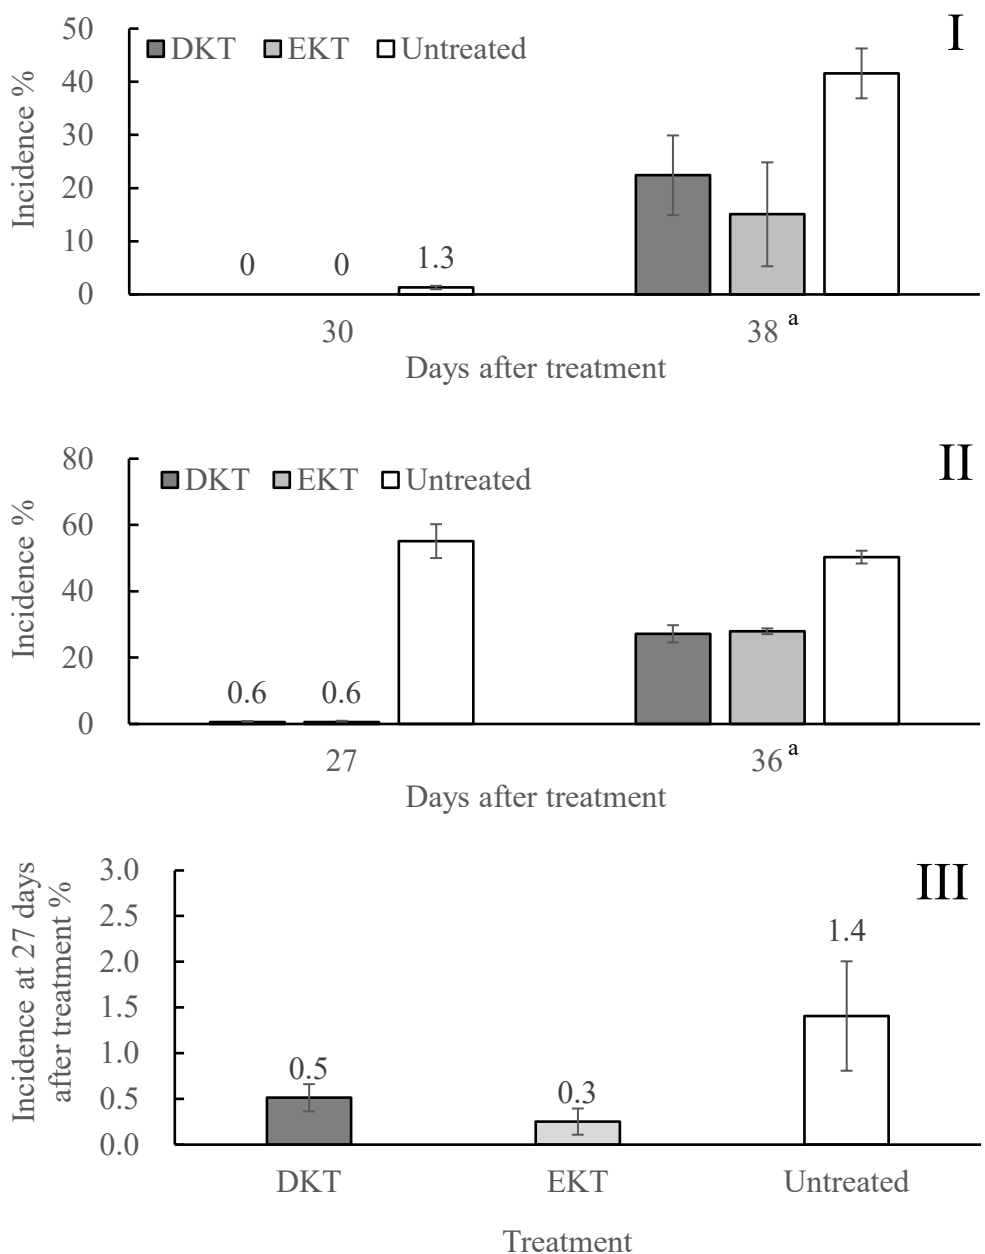 I
DKT EKT Untreated
Incidence %
50
40
30
20
10
0
0 0 1.3
30 38 a
Days after treatment
II
DKT EKT Untreated
Incidence %
80
60
40
20
0
0.6 0.6
27 36 a
Days after treatment
III
Incidence at 27 days
after treatment %
3.0
2.5
2.0
1.5
1.0
0.5
0.0
0.5 0.3 1.4
DKT EKT Untreated
Treatment